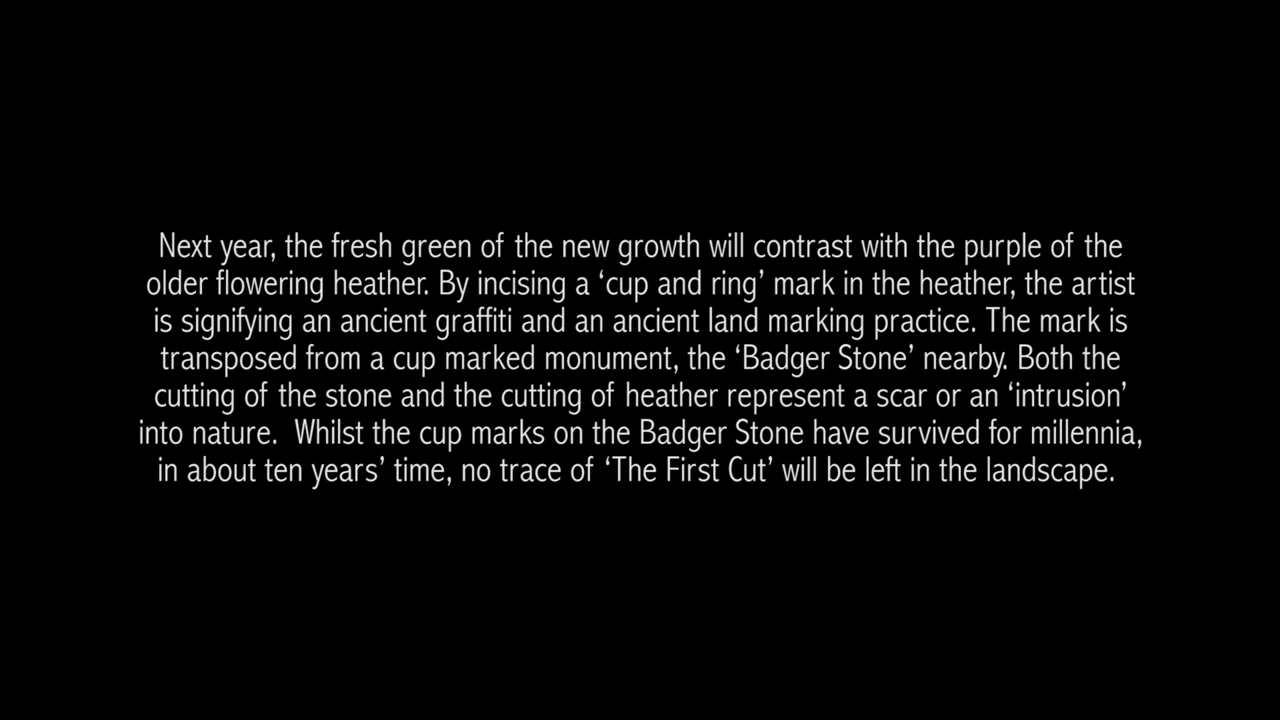 Next year, the fresh green of the new growth will contrast with the purple of the
older flowering heather. By incising a ‘cup and ring’ mark in the heather, the artist
is signifying an ancient graffiti and an ancient land marking practice. The mark is
transposed from a cup marked monument, the ‘Badger Stone’ nearby. Both the
cutting of the stone and the cutting of heather represent a scar or an ‘intrusion’
into nature.  Whilst the cup marks on the Badger Stone have survived for millennia,
in about ten years’ time, no trace of ‘The First Cut’ will be left in the landscape.